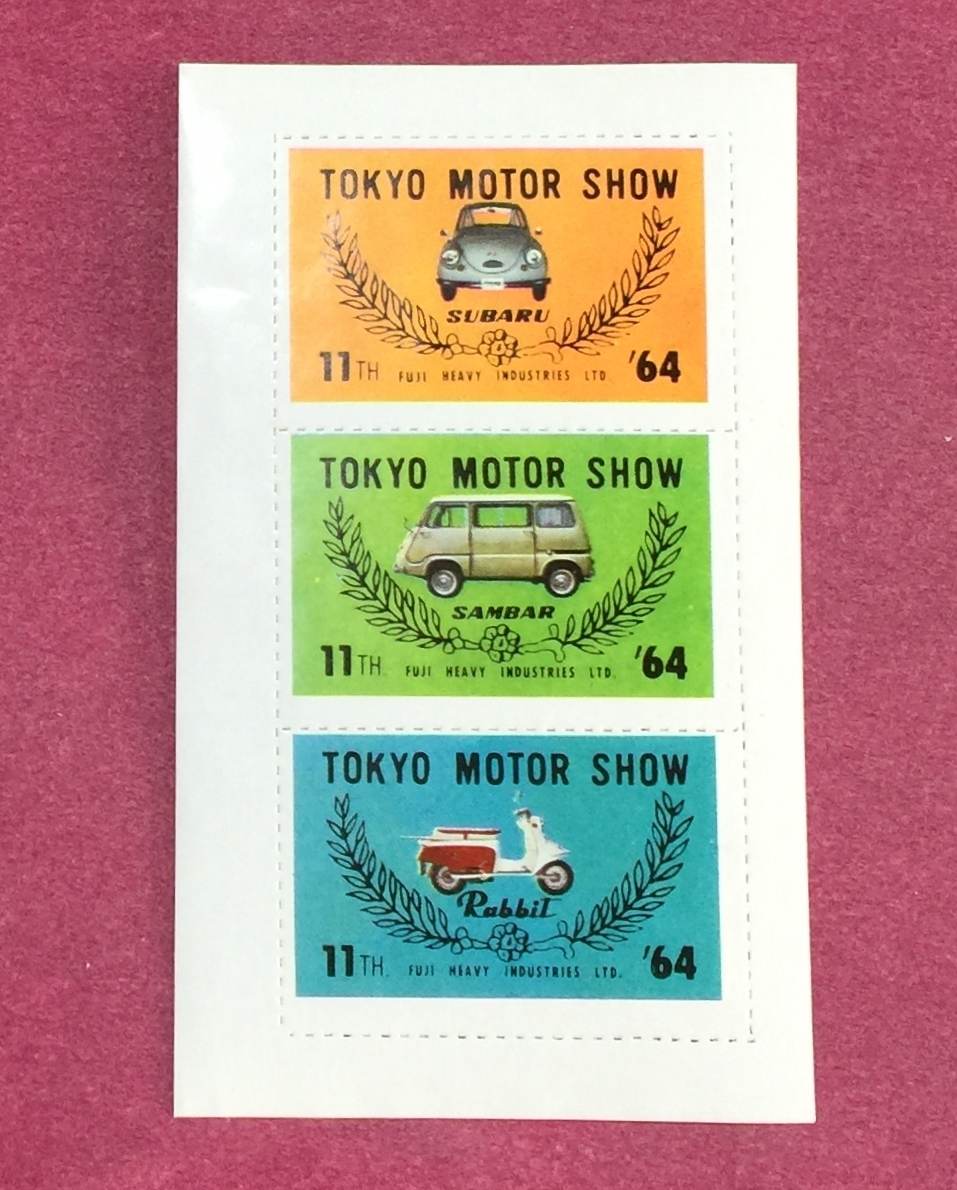 TOKYO MOTOR SHOW
SUBARU
11TH FUJI HEAVY INDUSTRIES LTD. '64
TOKYO MOTOR SHOW
SAMBAR
11TH. FUJI HEAVY INDUSTRIES LTD. '64
TOKYO MOTOR SHOW
Rabbit
11TH. FUJI HEAVY INDUSTRIES LTD. '64